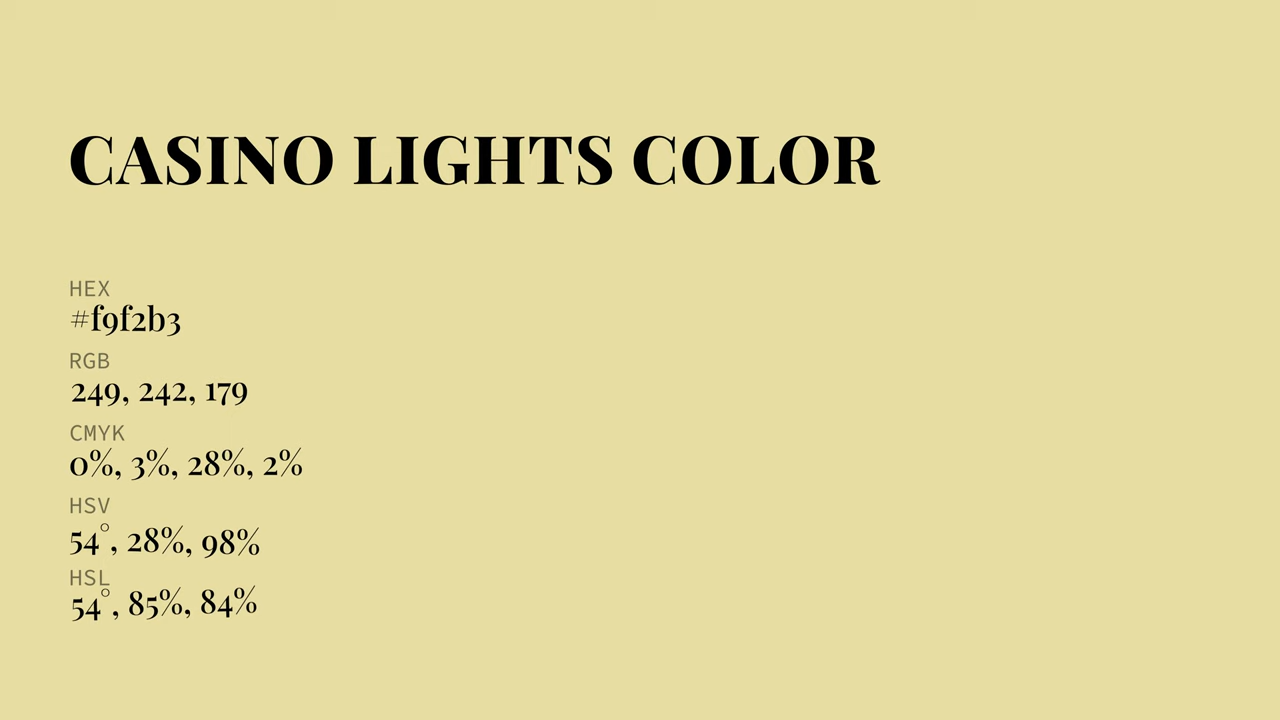 CASINO LIGHTS COLOR
HEX
#f9f2b3
RGB
249, 242, 179
CMYK
0%, 3%, 28%, 2%
HSV
54°, 28%, 98%
HSL
54°, 85%, 84%